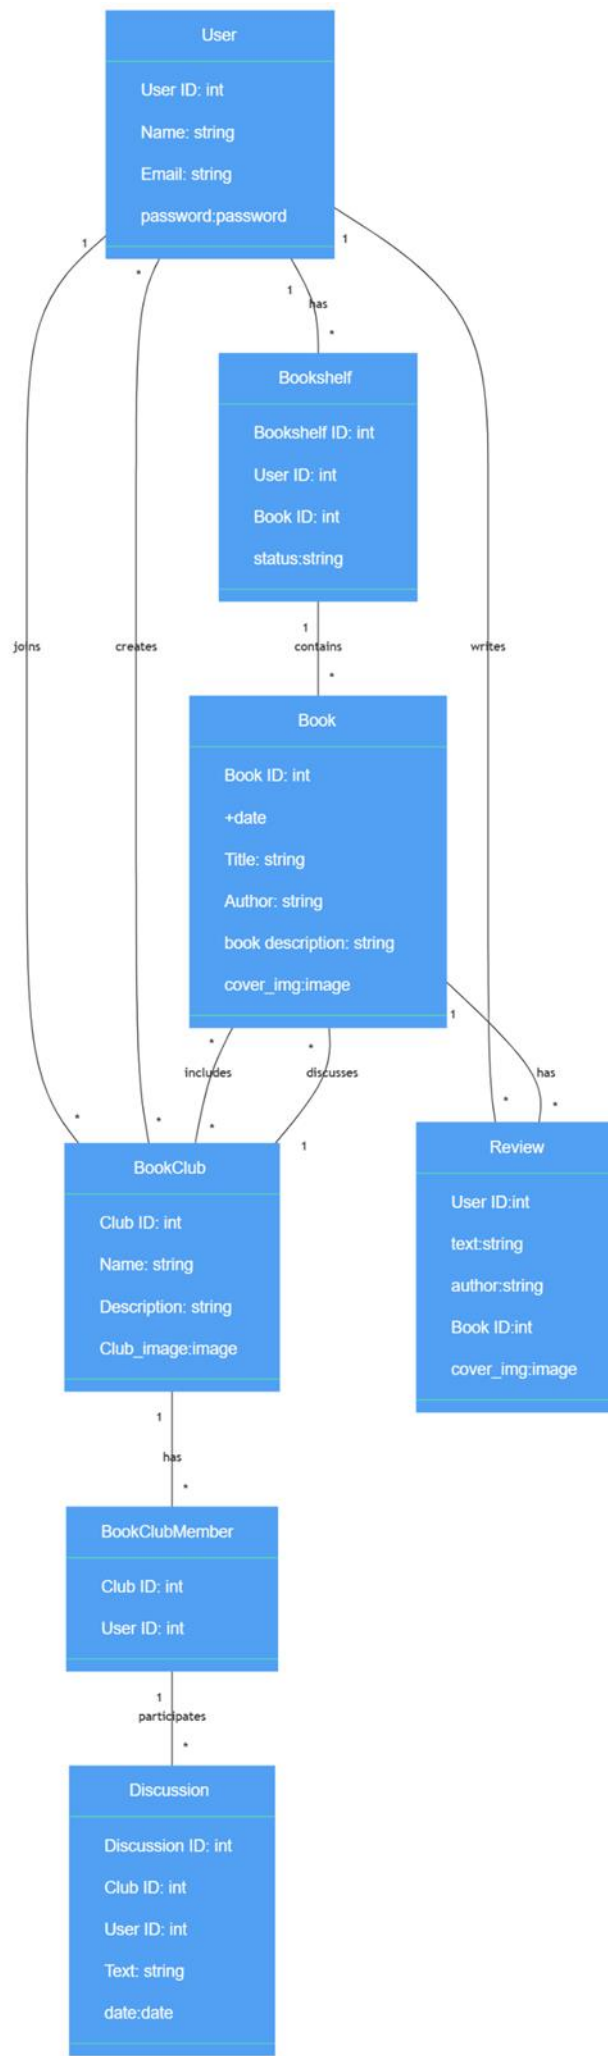 User
User ID: int
Name: string
Email: string
password:password
1
*
1
has
*
1
Bookshelf
Bookshelf ID: int
User ID: int
Book ID: int
status:string
joins
creates
1
contains
*
writes
Book
Book ID: int
+date
Title: string
Author: string
book description: string
cover_img:image
*
includes
*
*
discusses
1
1
has
*
*
*
*
BookClub
Club ID: int
Name: string
Description: string
Club_image:image
Review
User ID:int
text:string
author:string
Book ID:int
cover_img:image
1
has
*
BookClubMember
Club ID: int
User ID: int
1
participates
*
Discussion
Discussion ID: int
Club ID: int
User ID: int
Text: string
date:date